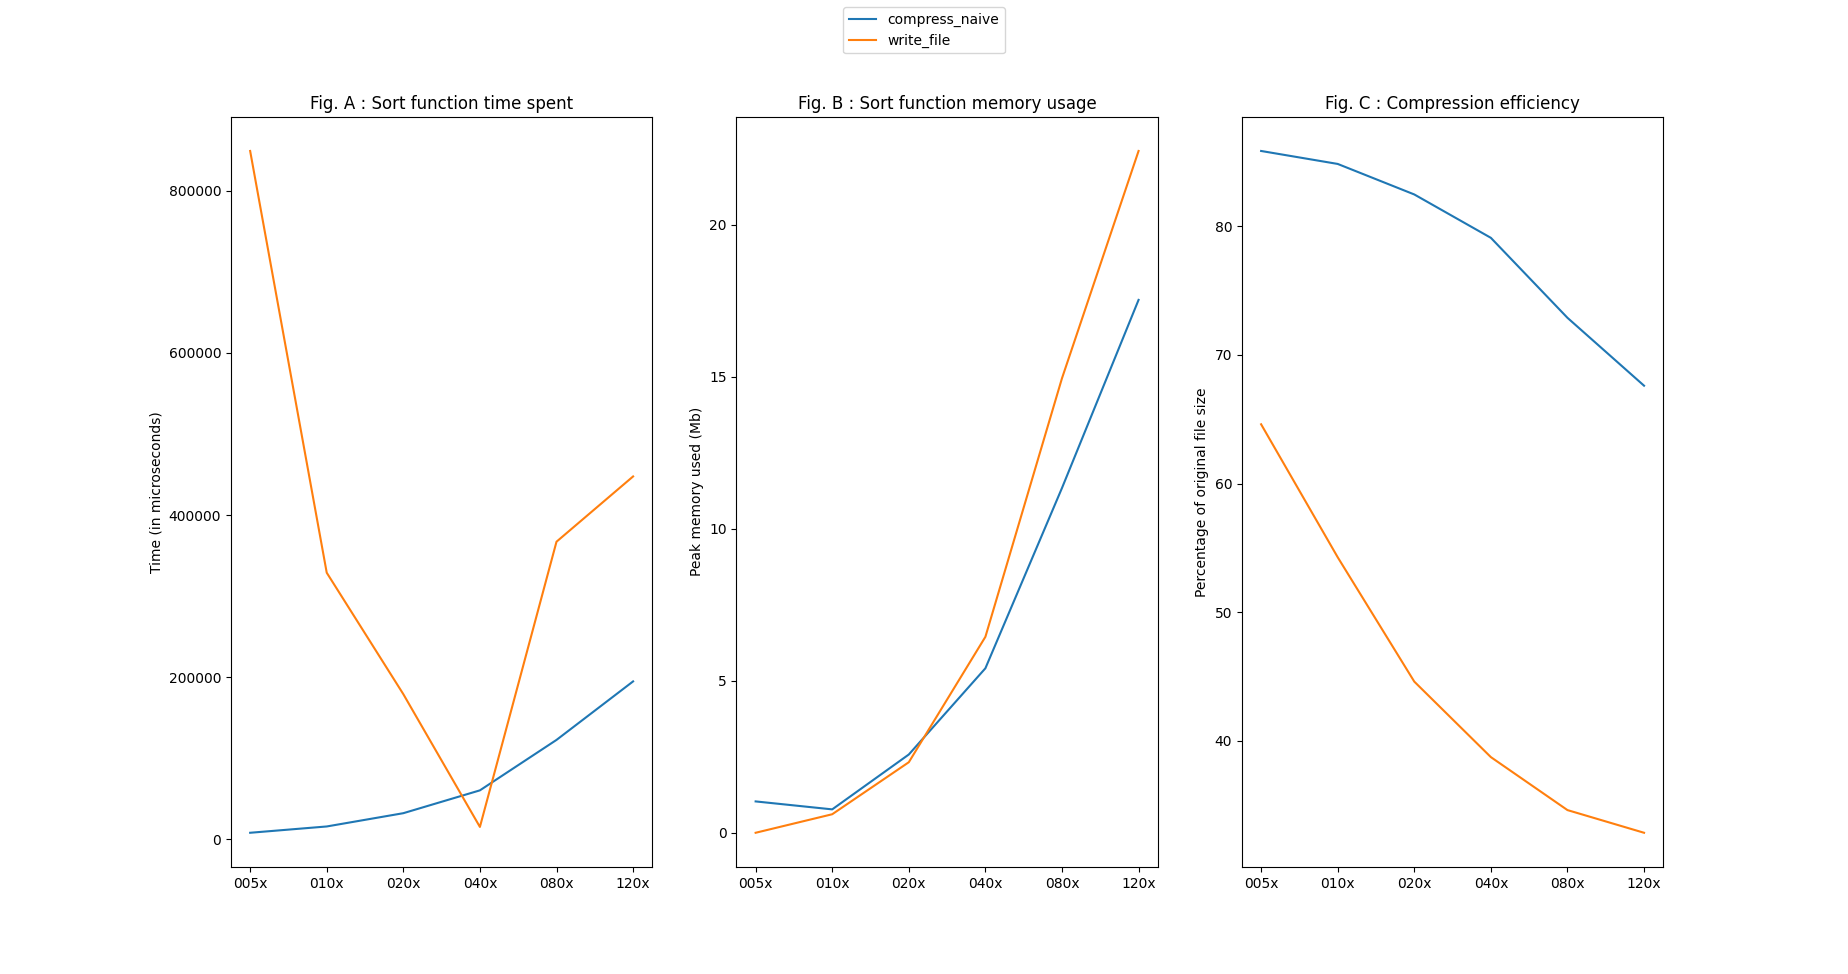 compress_naive
write_file
Fig. A : Sort function time spent
Time (in microseconds)
800000
600000
400000
200000
0
005x 010x 020x 040x 080x 120x
Fig. B : Sort function memory usage
Peak memory used (Mb)
20
15
10
5
0
005x 010x 020x 040x 080x 120x
Fig. C : Compression efficiency
Percentage of original file size
80
70
60
50
40
005x 010x 020x 040x 080x 120x